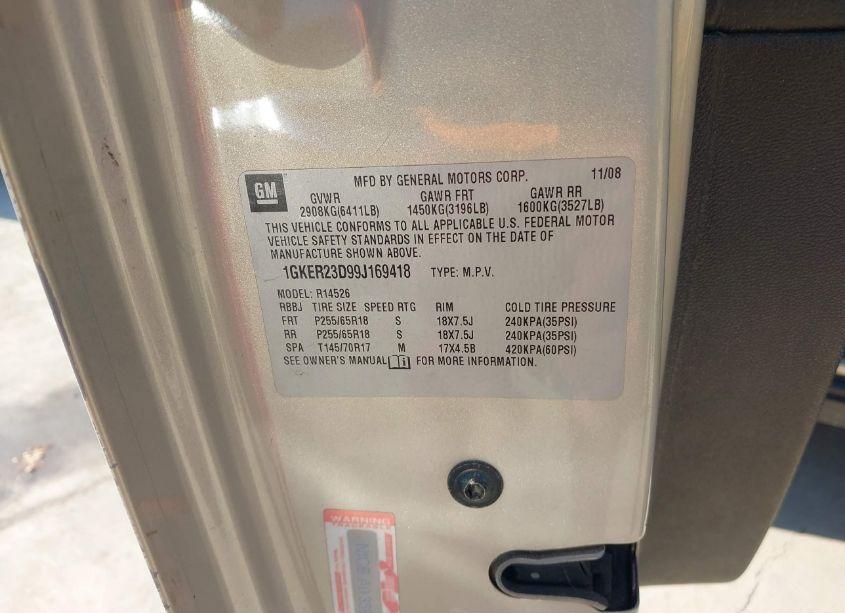 GM
MFD BY GENERAL MOTORS CORP. 11/08
GVWR GAWR FRT GAWR RR
2908KG(6411LB) 1450KG(3196LB) 1600KG(3527LB)
THIS VEHICLE CONFORMS TO ALL APPLICABLE U.S. FEDERAL MOTOR
VEHICLE SAFETY STANDARDS IN EFFECT ON THE DATE OF
MANUFACTURE SHOWN ABOVE.
1GKER23D99J169418 TYPE: M.P.V.
MODEL: R14526
RBBJ TIRE SIZE SPEED RTG RIM COLD TIRE PRESSURE
FRT P255/65R18 S 18X7.5J 240KPA(35PSI)
RR P255/65R18 S 18X7.5J 240KPA(35PSI)
SPA T145/70R17 M 17X4.5B 420KPA(60PSI)
SEE OWNER'S MANUAL FOR MORE INFORMATION.
WARNING
TRACEABLE